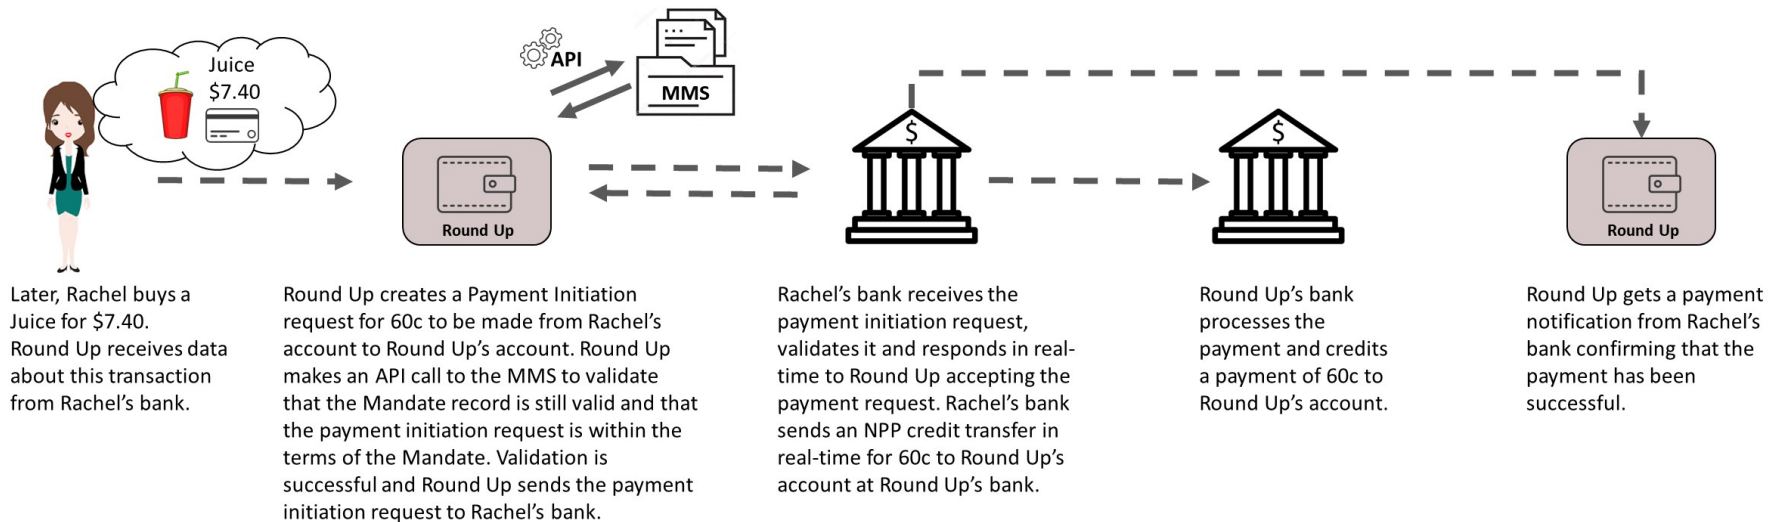 Juice
$7.40
API
MMS
$
$
Round Up
Round Up
Later, Rachel buys a
Juice for $7.40.
Round Up receives data
about this transaction
from Rachel’s bank.
Round Up creates a Payment Initiation
request for 60c to be made from Rachel’s
account to Round Up’s account. Round Up
makes an API call to the MMS to validate
that the Mandate record is still valid and that
the payment initiation request is within the
terms of the Mandate. Validation is
successful and Round Up sends the payment
initiation request to Rachel’s bank.
Rachel’s bank receives the
payment initiation request,
validates it and responds in real-
time to Round Up accepting the
payment request. Rachel’s bank
sends an NPP credit transfer in
real-time for 60c to Round Up’s
account at Round Up’s bank.
Round Up’s bank
processes the
payment and credits
a payment of 60c to
Round Up’s account.
Round Up gets a payment
notification from Rachel’s
bank confirming that the
payment has been
successful.